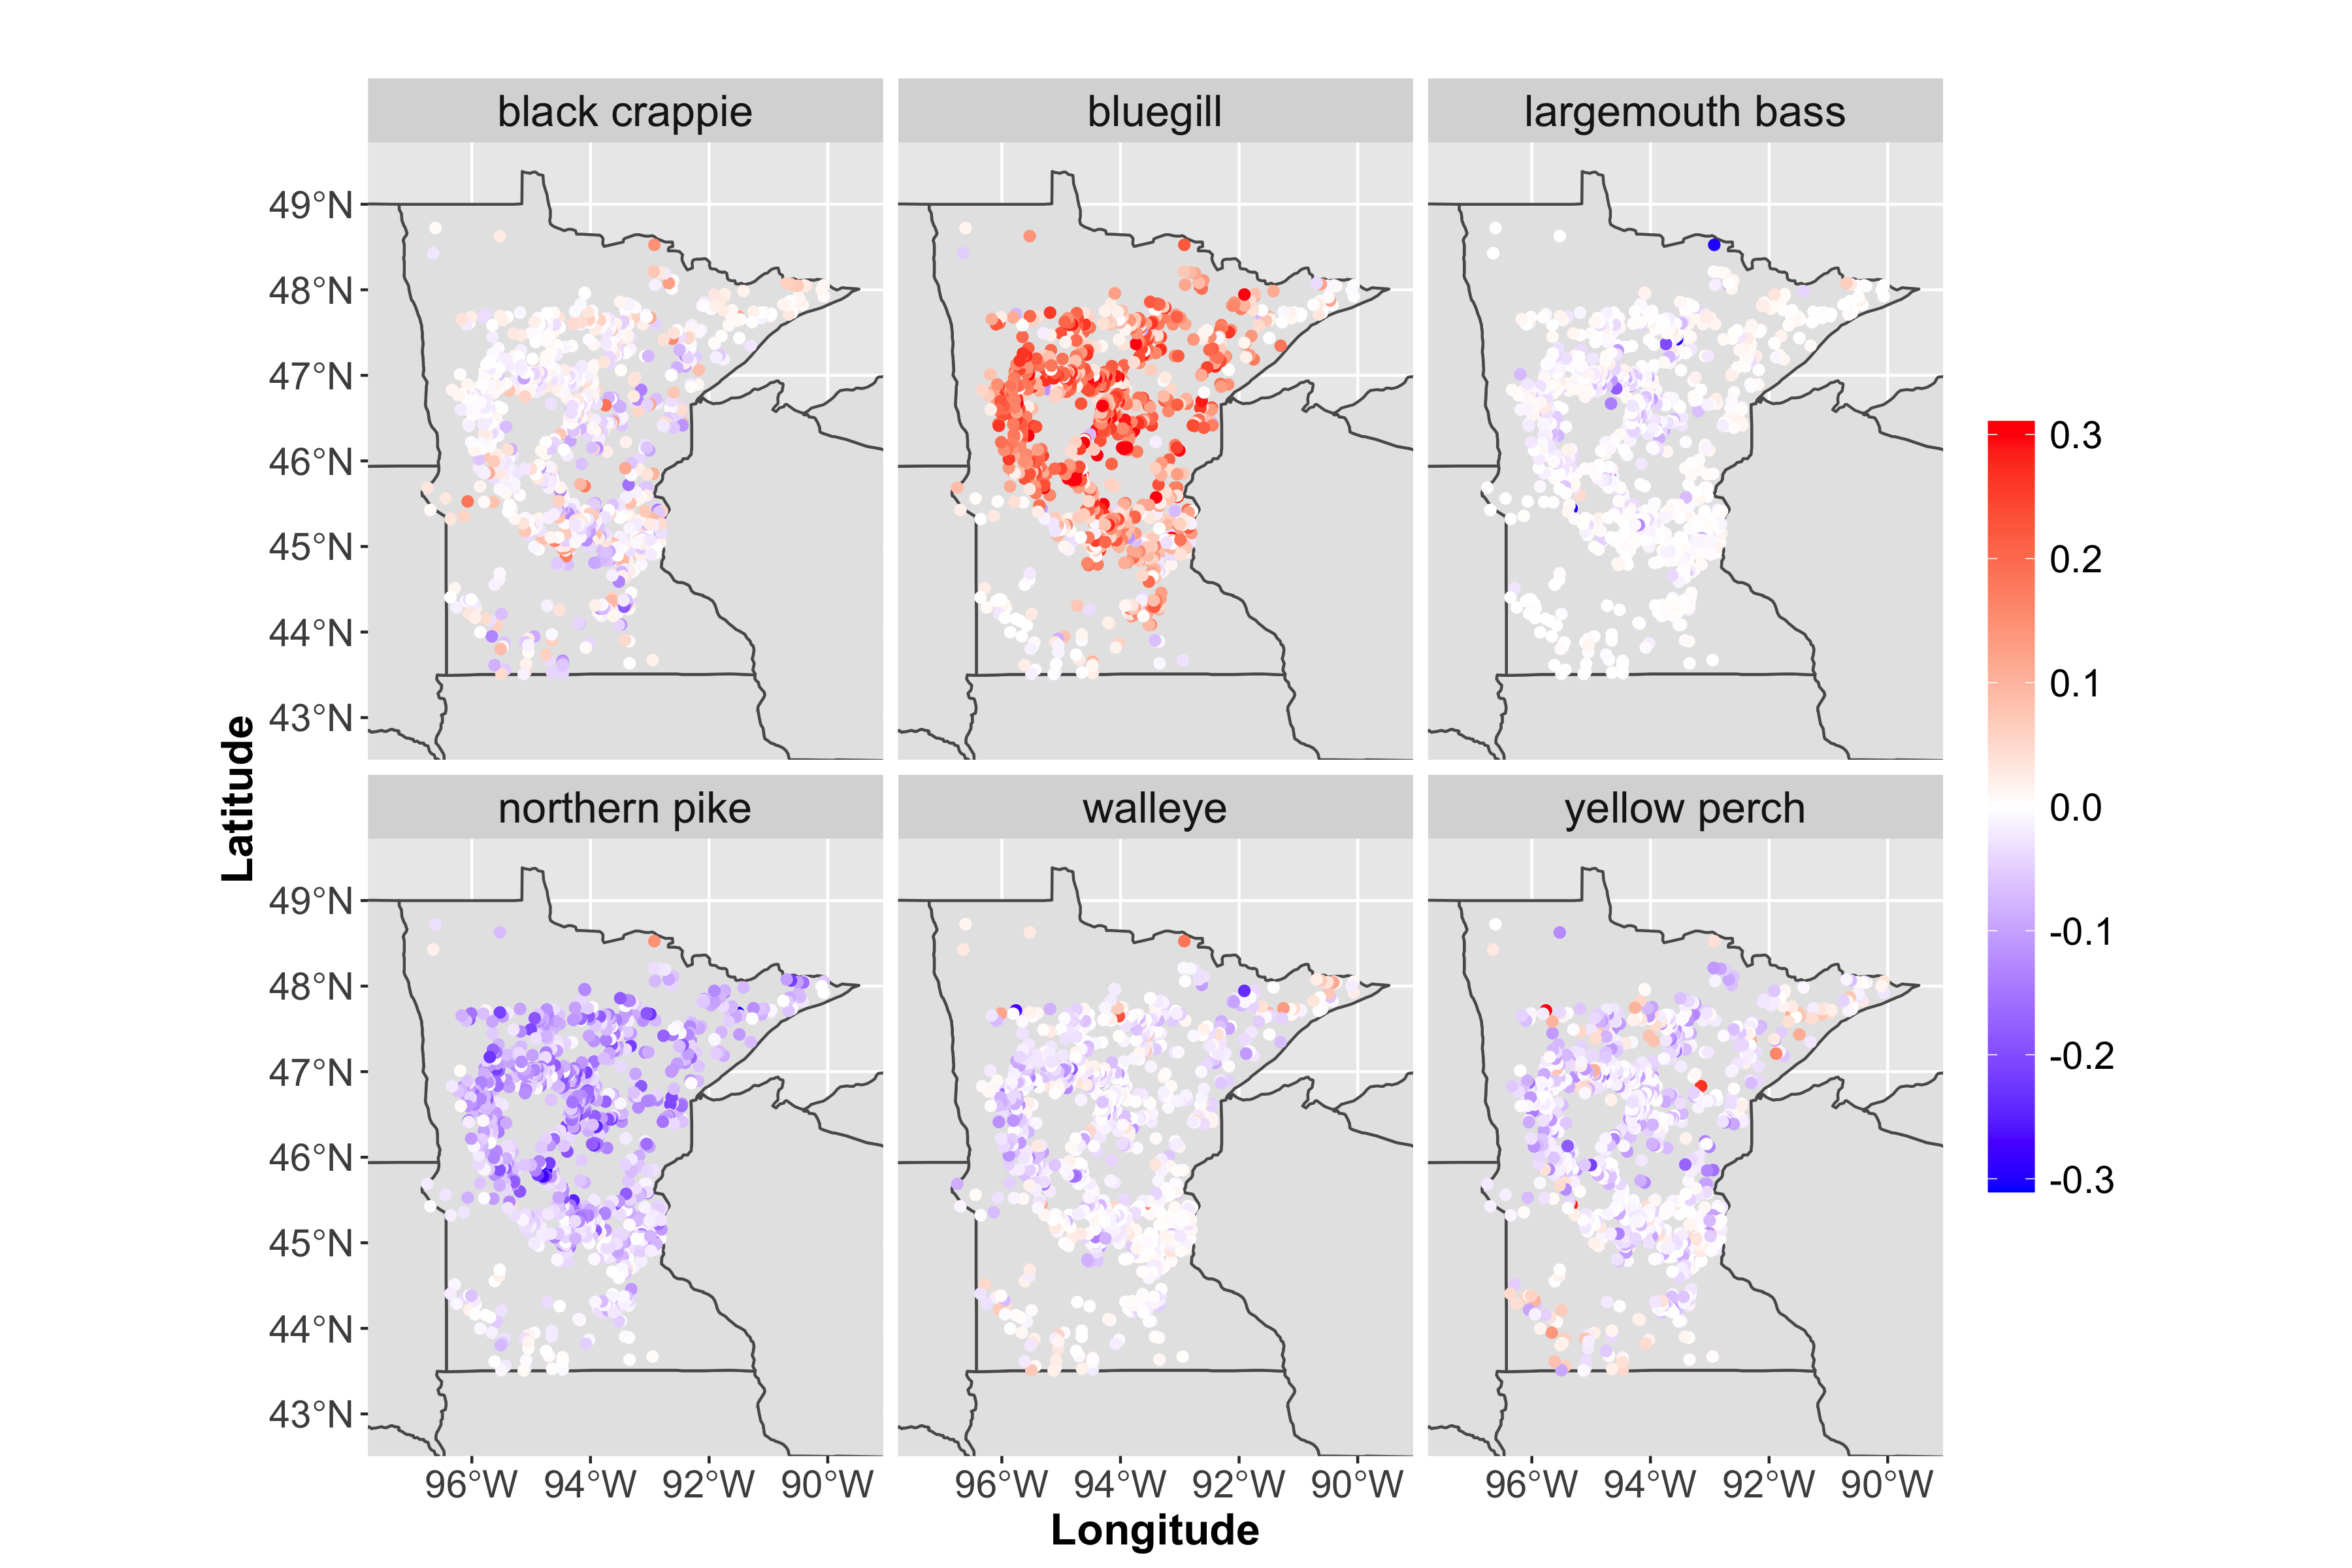 black crappie
bluegill
largemouth bass
49°N
48°N
47°N
46°N
45°N
44°N
43°N
northern pike
walleye
yellow perch
49°N
48°N
47°N
46°N
45°N
44°N
43°N
96°W 94°W 92°W 90°W
96°W 94°W 92°W 90°W
96°W 94°W 92°W 90°W
Longitude
Latitude
0.3
0.2
0.1
0.0
-0.1
-0.2
-0.3